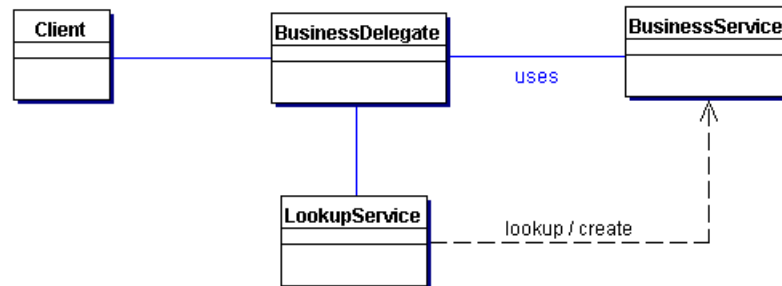 Client
BusinessDelegate
BusinessService
uses
LookupService
lookup / create